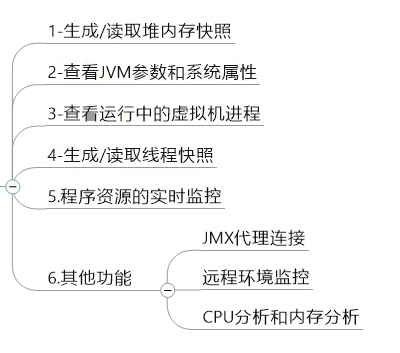 1-生成/读取堆内存快照
2-查看JVM参数和系统属性
3-查看运行中的虚拟机进程
4-生成/读取线程快照
5.程序资源的实时监控
6.其他功能
JMX代理连接
远程环境监控
CPU分析和内存分析